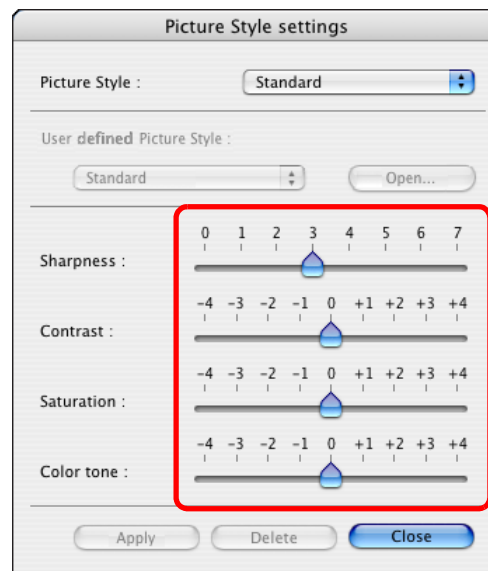 Picture Style settings
Picture Style : Standard
User defined Picture Style :
Standard Open...
0 1 2 3 4 5 6 7
Sharpness :
-4 -3 -2 -1 0 +1 +2 +3 +4
Contrast :
-4 -3 -2 -1 0 +1 +2 +3 +4
Saturation :
-4 -3 -2 -1 0 +1 +2 +3 +4
Color tone :
Apply Delete Close